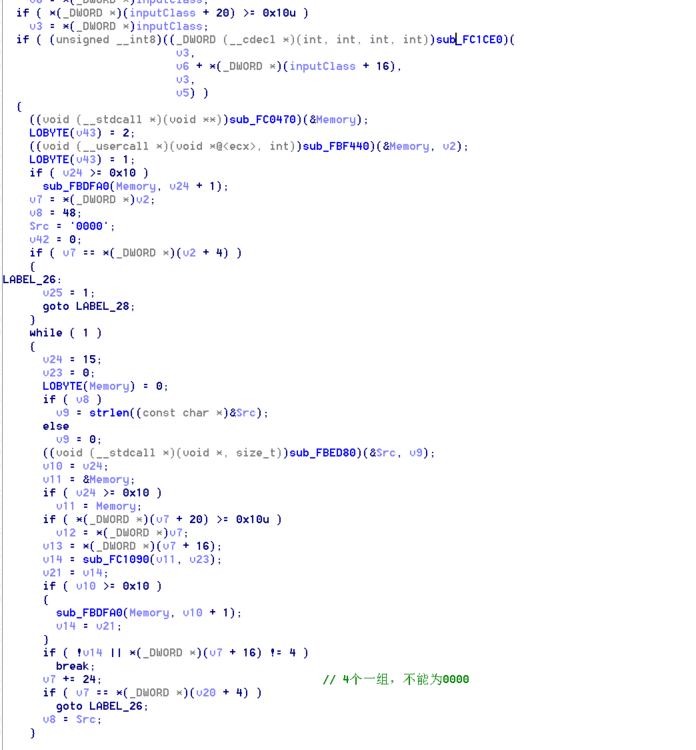 if ( *(_DWORD *)(inputClass + 20) >= 0x10u )
v3 = *(_DWORD *)inputClass;
if ( (unsigned __int8)((_DWORD (__cdecl *)(int, int, int, int))sub_FC1CE0)(
v3,
v6 + *(_DWORD *)(inputClass + 16),
v3,
v5) )
{
((void (__stdcall *)(void **))sub_FC0470)(&Memory);
LOBYTE(v43) = 2;
((void (__usercall *)(void *@<ecx>, int))sub_FBF440)(&Memory, v2);
LOBYTE(v43) = 1;
if ( v24 >= 0x10 )
sub_FBDFA0(Memory, v24 + 1);
v7 = *(_DWORD *)v2;
v8 = 48;
Src = '0000';
v42 = 0;
if ( v7 == *(_DWORD *)(v2 + 4) )
{
LABEL_26:
v25 = 1;
goto LABEL_28;
}
while ( 1 )
{
v24 = 15;
v23 = 0;
LOBYTE(Memory) = 0;
if ( v8 )
v9 = strlen((const char *)&Src);
else
v9 = 0;
((void (__stdcall *)(void *, size_t))sub_FBED80)(&Src, v9);
v10 = v24;
v11 = &Memory;
if ( v24 >= 0x10 )
v11 = Memory;
if ( *(_DWORD *)(v7 + 20) >= 0x10u )
v12 = *(_DWORD *)v7;
v13 = *(_DWORD *)(v7 + 16);
v14 = sub_FC1090(v11, v23);
v21 = v14;
if ( v10 >= 0x10 )
{
sub_FBDFA0(Memory, v10 + 1);
v14 = v21;
}
if ( !v14 || *(_DWORD *)(v7 + 16) != 4 )
break;
v7 += 24; // 4个一组，不能为0000
if ( v7 == *(_DWORD *)(v20 + 4) )
goto LABEL_26;
v8 = Src;
}